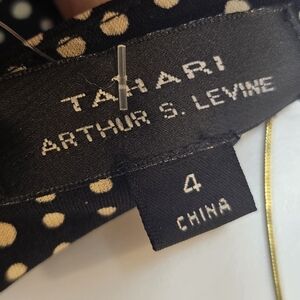 TAHARI
ARTHUR S. LEVINE
4
CHINA